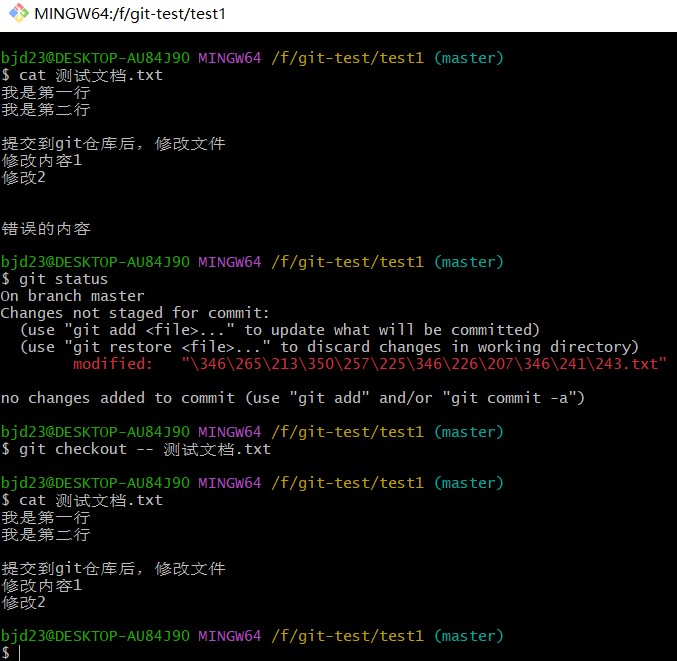 MINGW64:/f/git-test/test1
bjd23@DESKTOP-AU84J90 MINGW64 /f/git-test/test1 (master)
$ cat 测试文档.txt
我是第一行
我是第二行
提交到git仓库后，修改文件
修改内容1
修改2
错误的内容
bjd23@DESKTOP-AU84J90 MINGW64 /f/git-test/test1 (master)
$ git status
On branch master
Changes not staged for commit:
(use "git add <file>..." to update what will be committed)
(use "git restore <file>..." to discard changes in working directory)
modified: "\346\265\213\350\257\225\346\226\207\346\241\243.txt"
no changes added to commit (use "git add" and/or "git commit -a")
bjd23@DESKTOP-AU84J90 MINGW64 /f/git-test/test1 (master)
$ git checkout -- 测试文档.txt
bjd23@DESKTOP-AU84J90 MINGW64 /f/git-test/test1 (master)
$ cat 测试文档.txt
我是第一行
我是第二行
提交到git仓库后，修改文件
修改内容1
修改2
bjd23@DESKTOP-AU84J90 MINGW64 /f/git-test/test1 (master)
$